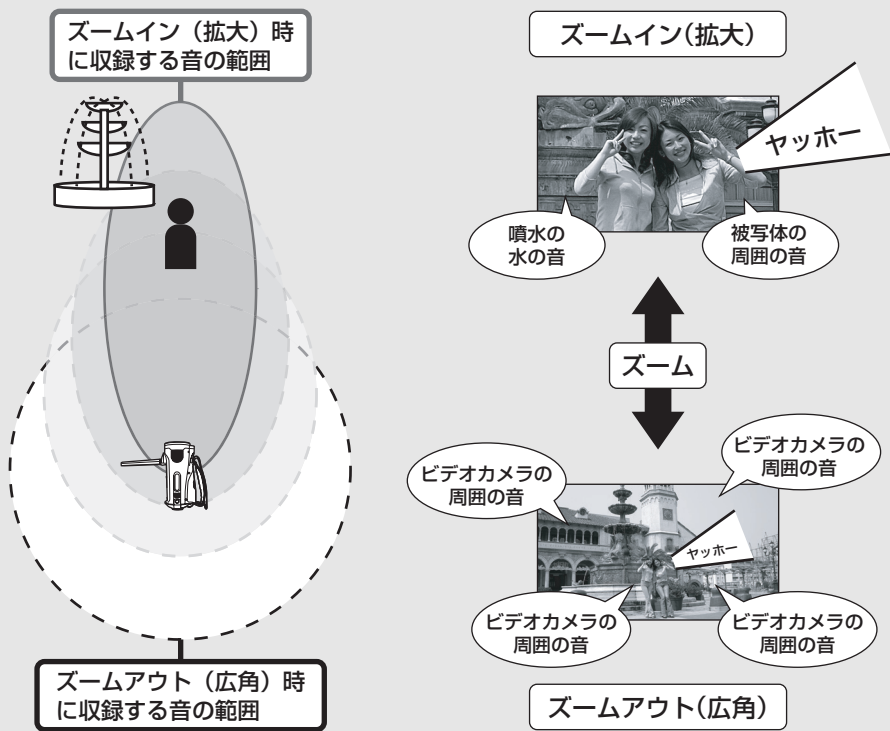 ズームイン（拡大）時
に収録する音の範囲
ズームアウト（広角）時
に収録する音の範囲
ズームイン（拡大）
ヤッホー
噴水の
水の音
被写体の
周囲の音
ズーム
ビデオカメラの
周囲の音
ビデオカメラの
周囲の音
ヤッホー
ビデオカメラの
周囲の音
ビデオカメラの
周囲の音
ズームアウト（広角）